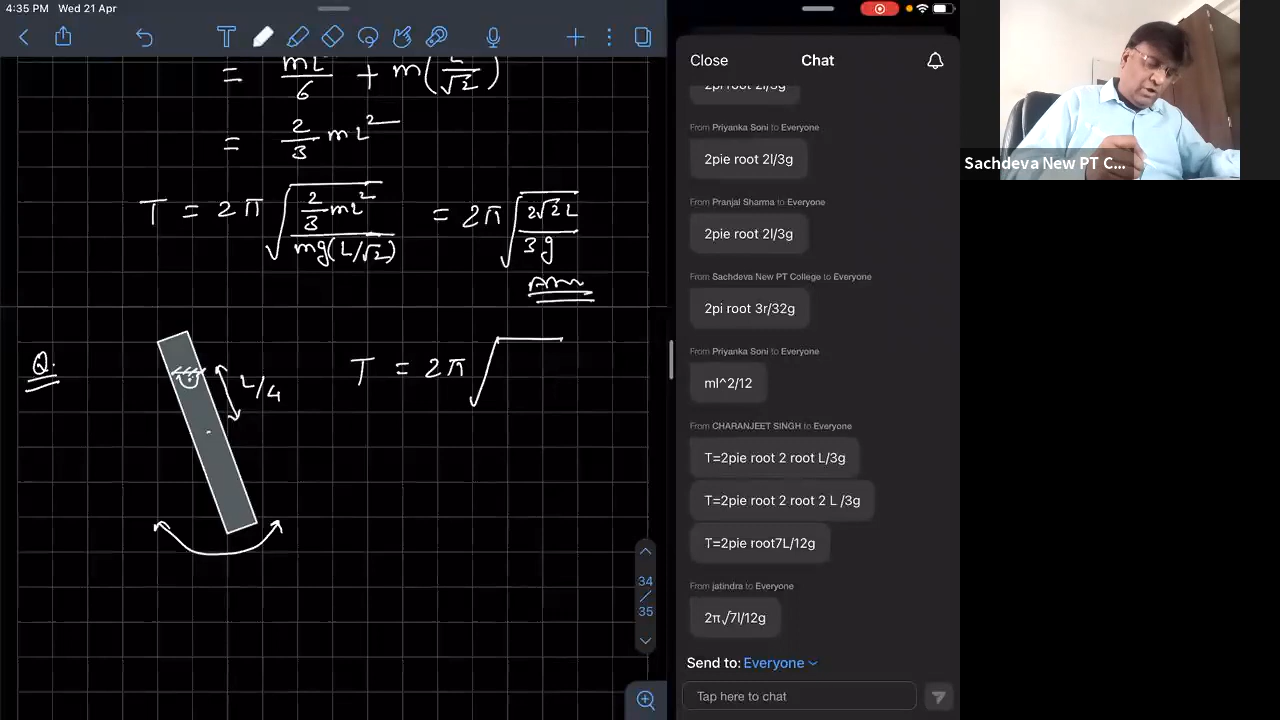 4:35 PM Wed 21 Apr
T
= mL²/6 + m(L/√2)
= 2/3 mL²
T = 2π √(2/3 mL² / mg(L/√2)) = 2π √(2√2 L / 3g)
Ans
Q.
L/4
T = 2π √
34
/
35
Close
Chat
2pi root 2l/3g
From Priyanka Soni to Everyone
2pie root 2l/3g
From Pranjal Sharma to Everyone
2pie root 2l/3g
From Sachdeva New PT College to Everyone
2pi root 3r/32g
From Priyanka Soni to Everyone
ml^2/12
From CHARANJEET SINGH to Everyone
T=2pie root 2 root L/3g
T=2pie root 2 root 2 L /3g
T=2pie root7L/12g
From jatindra to Everyone
2π√7l/12g
Send to: Everyone
Tap here to chat
Sachdeva New PT C...